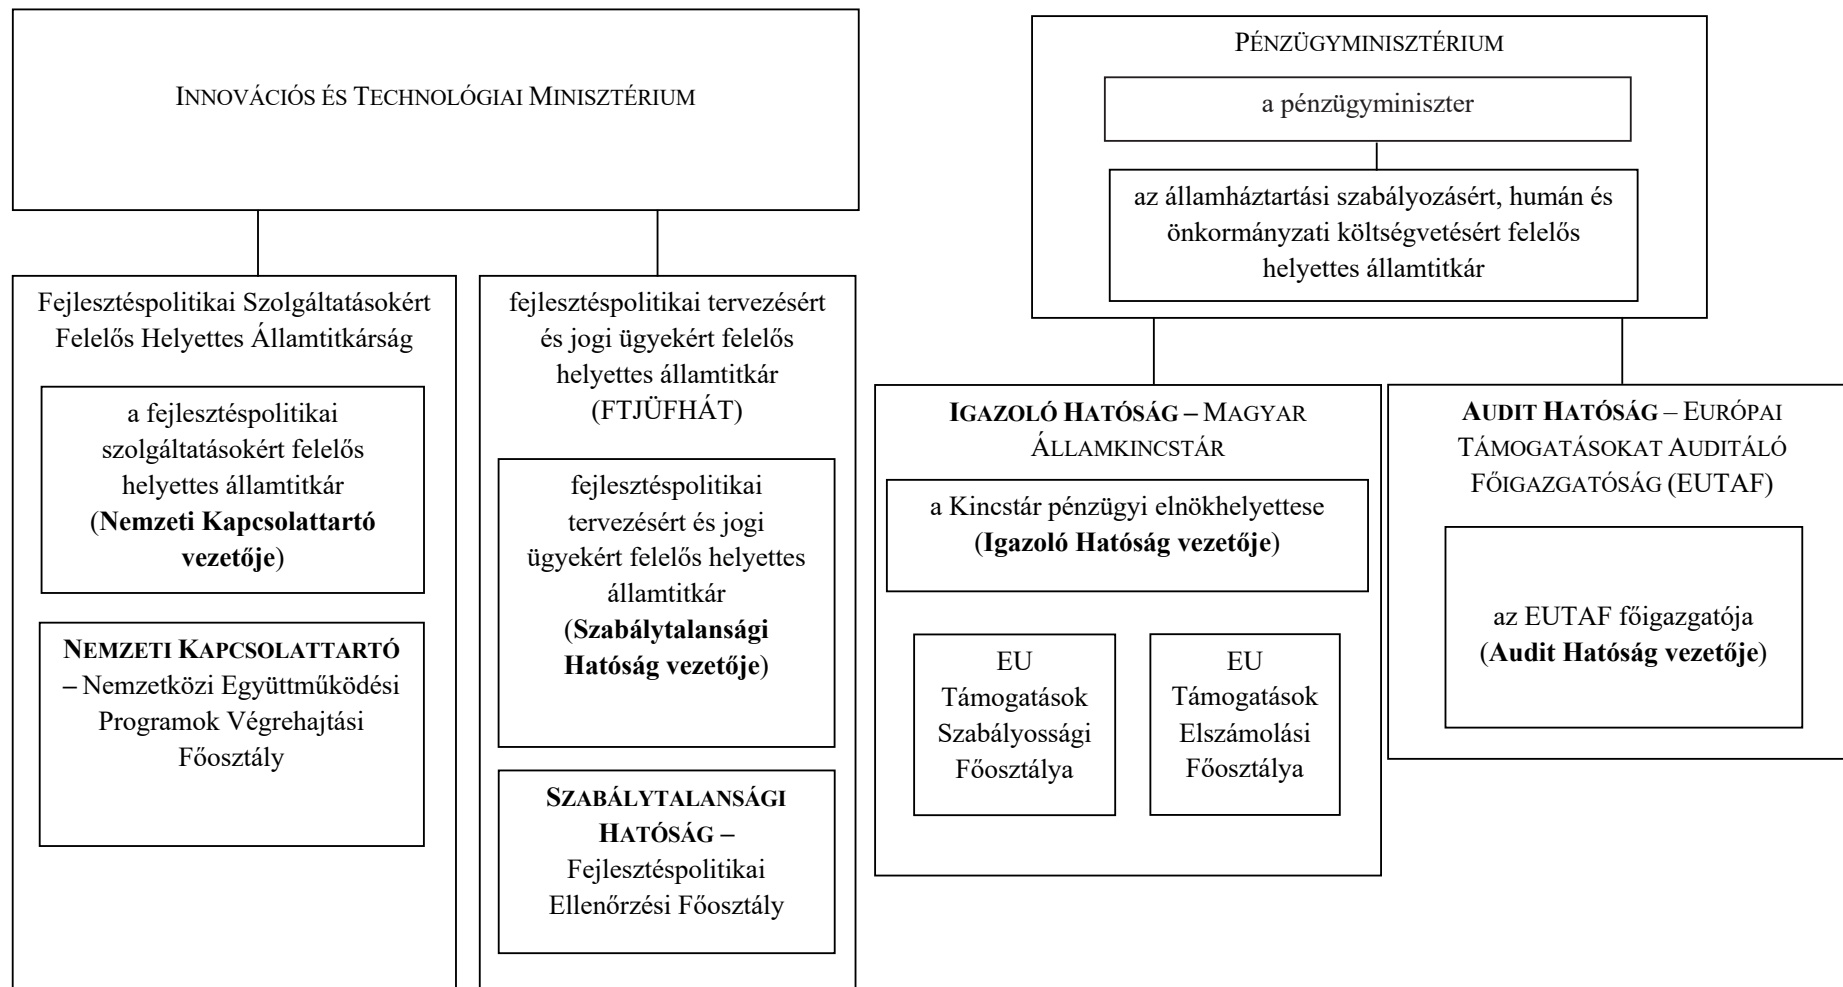 INNOVÁCIÓS ÉS TECHNOLÓGIAI MINISZTÉRIUM
Fejlesztéspolitikai Szolgáltatásokért
Felelős Helyettes Államtitkárság
a fejlesztéspolitikai
szolgáltatásokért felelős
helyettes államtitkár
(Nemzeti Kapcsolattartó
vezetője)
NEMZETI KAPCSOLATTARTÓ
– Nemzetközi Együttműködési
Programok Végrehajtási
Főosztály
fejlesztéspolitikai tervezésért
és jogi ügyekért felelős
helyettes államtitkár
(FTJÜFHÁT)
fejlesztéspolitikai
tervezésért és jogi
ügyekért felelős helyettes
államtitkár
(Szabálytalansági
Hatóság vezetője)
SZABÁLYTALANSÁGI
HATÓSÁG –
Fejlesztéspolitikai
Ellenőrzési Főosztály
PÉNZÜGYMINISZTÉRIUM
a pénzügyminiszter
az államháztartási szabályozásért, humán és
önkormányzati költségvetésért felelős
helyettes államtitkár
IGAZOLÓ HATÓSÁG – MAGYAR
ÁLLAMKINCSTÁR
a Kincstár pénzügyi elnökhelyettese
(Igazoló Hatóság vezetője)
EU
Támogatások
Szabályossági
Főosztálya
EU
Támogatások
Elszámolási
Főosztálya
AUDIT HATÓSÁG – EURÓPAI
TÁMOGATÁSOKAT AUDITÁLÓ
FŐIGAZGATÓSÁG (EUTAF)
az EUTAF főigazgatója
(Audit Hatóság vezetője)